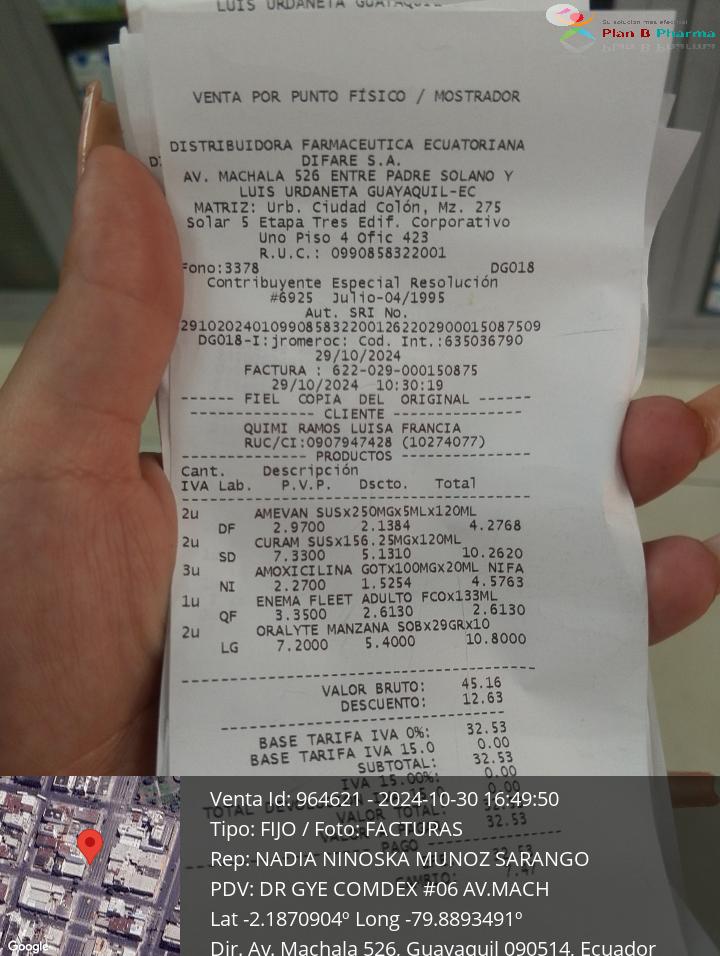 LUIS URDANETA
Su solución más efectiva!
Plan B Pharma
VENTA POR PUNTO FÍSICO / MOSTRADOR
DISTRIBUIDORA FARMACEUTICA ECUATORIANA
DIFARE S.A.
AV. MACHALA 526 ENTRE PADRE SOLANO Y
LUIS URDANETA GUAYAQUIL-EC
MATRIZ: Urb. Ciudad Colón, Mz. 275
Solar 5 Etapa Tres Edif. Corporativo
Uno Piso 4 Ofic 423
R.U.C.: 0990858322001
Fono:3378 DG018
Contribuyente Especial Resolución
#6925 Julio-04/1995
Aut. SRI No.
2910202401099085832200126220290001508​7509
DG018-I:jromeroc: Cod. Int.:635036790
29/10/2024
FACTURA : 622-029-000150875
29/10/2024 10:30:19
------ FIEL COPIA DEL ORIGINAL ------
-------------- CLIENTE --------------
QUIMI RAMOS LUISA FRANCIA
RUC/CI:0907947428 (10274077)
--------------- PRODUCTOS ---------------
Cant. Descripción
IVA Lab. P.V.P. Dscto. Total
2u AMEVAN SUSx250MGx5MLx120ML
DF 2.9700 2.1384 4.2768
2u CURAM SUSx156.25MGx120ML
SD 7.3300 5.1310 10.2620
3u AMOXICILINA GOTx100MGx20ML NIFA
NI 2.2700 1.5254 4.5763
1u ENEMA FLEET ADULTO FCOx133ML
QF 3.3500 2.6130 2.6130
2u ORALYTE MANZANA SOBx29GRx10
LG 7.2000 5.4000 10.8000
VALOR BRUTO: 45.16
DESCUENTO: 12.63
BASE TARIFA IVA 0%: 32.53
BASE TARIFA IVA 15.0 0.00
SUBTOTAL: 32.53
IVA 15.00%: 0.00
VALOR TOTAL:
32.53
PAGO
CAMBIO:
Venta Id: 964621 - 2024-10-30 16:49:50
Tipo: FIJO / Foto: FACTURAS
Rep: NADIA NINOSKA MUNOZ SARANGO
PDV: DR GYE COMDEX #06 AV.MACH
Lat -2.1870904º Long -79.8893491º
Dir. Av. Machala 526, Guayaquil 090514, Ecuador
Google